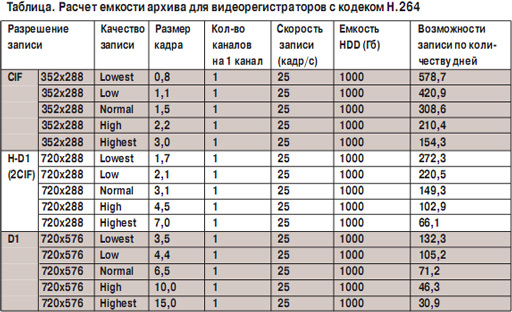 Таблица. Расчет емкости архива для видеорегистраторов с кодеком H.264
Разрешение записи Качество записи Размер кадра Кол-во каналов на 1 канал Скорость записи (кадр/с) Емкость HDD (Гб) Возможности записи по количеству дней
CIF 352x288 Lowest 0,8 1 25 1000 578,7
352x288 Low 1,1 1 25 1000 420,9
352x288 Normal 1,5 1 25 1000 308,6
352x288 High 2,2 1 25 1000 210,4
352x288 Highest 3,0 1 25 1000 154,3
H-D1 720x288 Lowest 1,7 1 25 1000 272,3
(2CIF) 720x288 Low 2,1 1 25 1000 220,5
720x288 Normal 3,1 1 25 1000 149,3
720x288 High 4,5 1 25 1000 102,9
720x288 Highest 7,0 1 25 1000 66,1
D1 720x576 Lowest 3,5 1 25 1000 132,3
720x576 Low 4,4 1 25 1000 105,2
720x576 Normal 6,5 1 25 1000 71,2
720x576 High 10,0 1 25 1000 46,3
720x576 Highest 15,0 1 25 1000 30,9